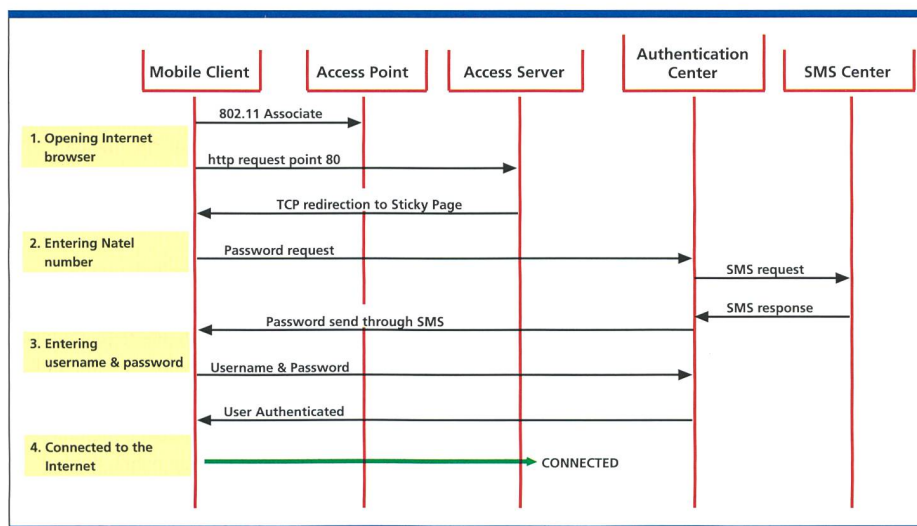 Mobile Client
Access Point
Access Server
Authentication
Center
SMS Center
802.11 Associate
1. Opening Internet
browser
http request point 80
TCP redirection to Sticky Page
2. Entering Natel
number
Password request
SMS request
SMS response
Password send through SMS
3. Entering
username & password
Username & Password
User Authenticated
4. Connected to the
Internet
CONNECTED